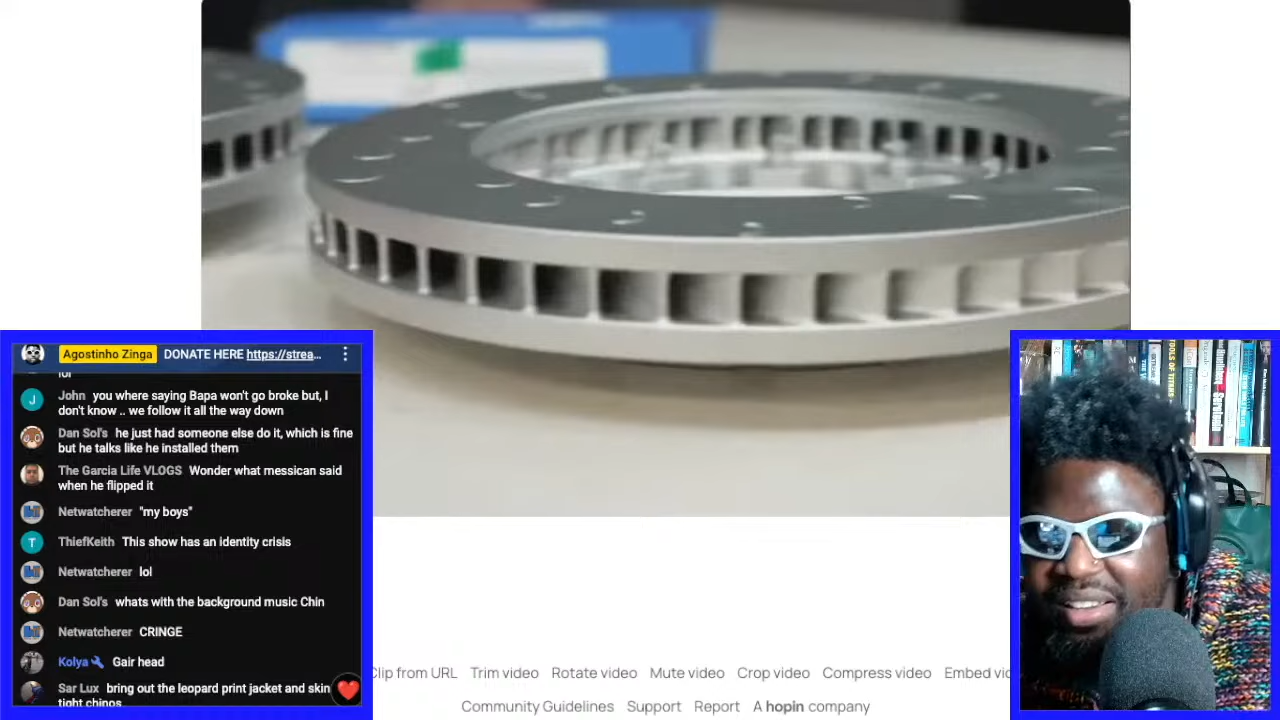 Agostinho Zinga DONATE HERE https://strea...
lol
John you where saying Bapa won't go broke but, I
don't know .. we follow it all the way down
Dan Sol's he just had someone else do it, which is fine
but he talks like he installed them
The Garcia Life VLOGS Wonder what messican said
when he flipped it
Netwatcherer "my boys"
ThiefKeith This show has an identity crisis
Netwatcherer lol
Dan Sol's whats with the background music Chin
Netwatcherer CRINGE
Kolya Gair head
Sar Lux bring out the leopard print jacket and skin
tight chinos
Clip from URL Trim video Rotate video Mute video Crop video Compress video Embed vid
Community Guidelines Support Report A hopin company